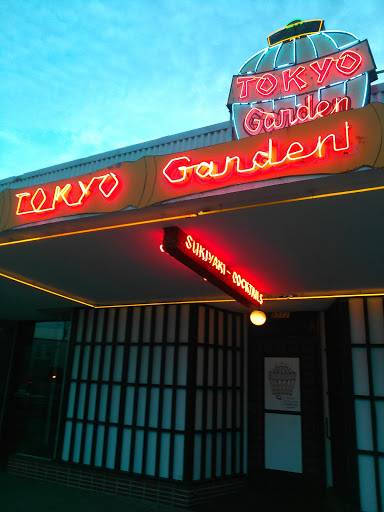 TOKYO
Garden
TOKYO Garden
SUKIYAKI - COCKTAILS